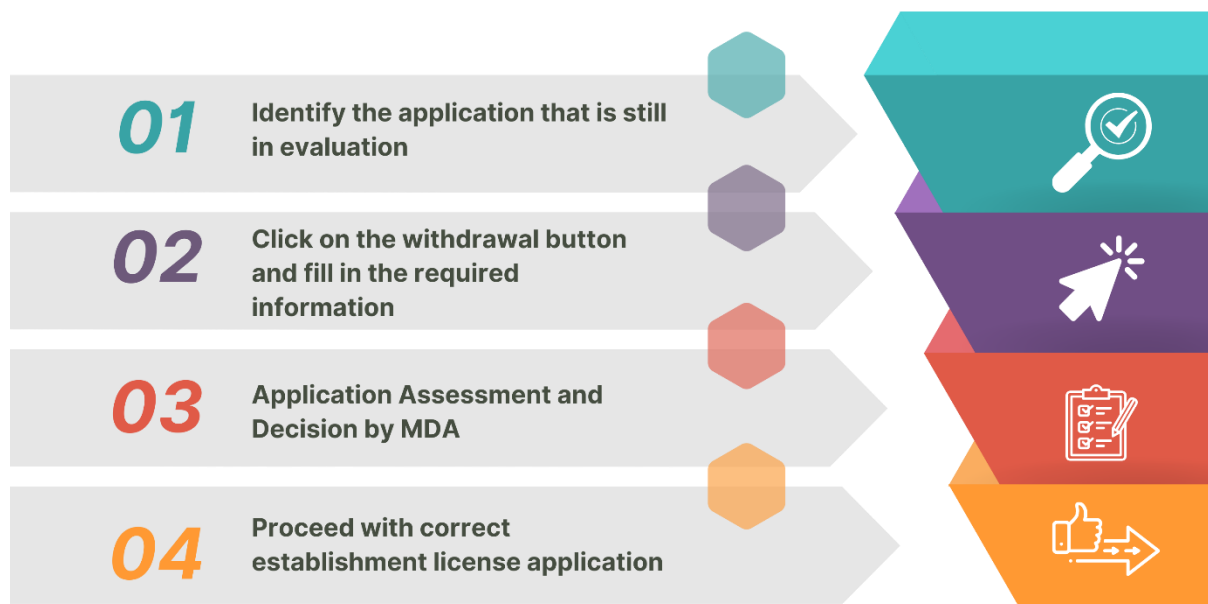 01
Identify the application that is still
in evaluation
02
Click on the withdrawal button
and fill in the required
information
03
Application Assessment and
Decision by MDA
04
Proceed with correct
establishment license application